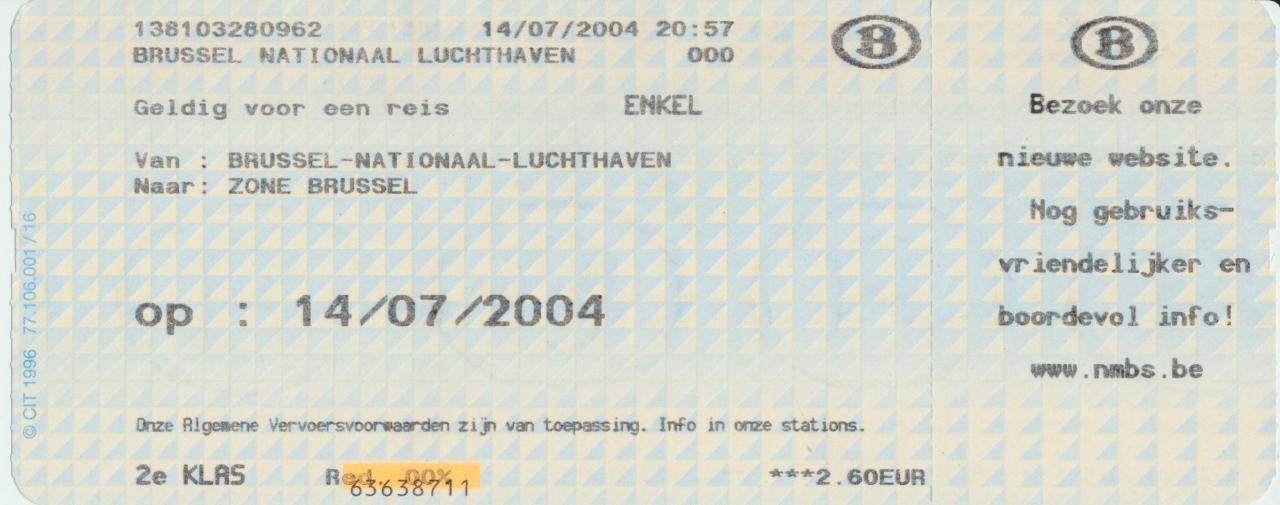 138103280962 14/07/2004 20:57
BRUSSEL NATIONAAL LUCHTHAVEN 000
B
B
Geldig voor een reis ENKEL
Van : BRUSSEL-NATIONAAL-LUCHTHAVEN
Naar: ZONE BRUSSEL
op : 14/07/2004
Onze Algemene Vervoersvoorwaarden zijn van toepassing. Info in onze stations.
2e KLAS Red. 00% ***2.60EUR
63638711
Bezoek onze
nieuwe website.
Nog gebruiks-
vriendelijker en
boordevol info!
www.nmbs.be
© CIT 1996 77.106.001 / 16